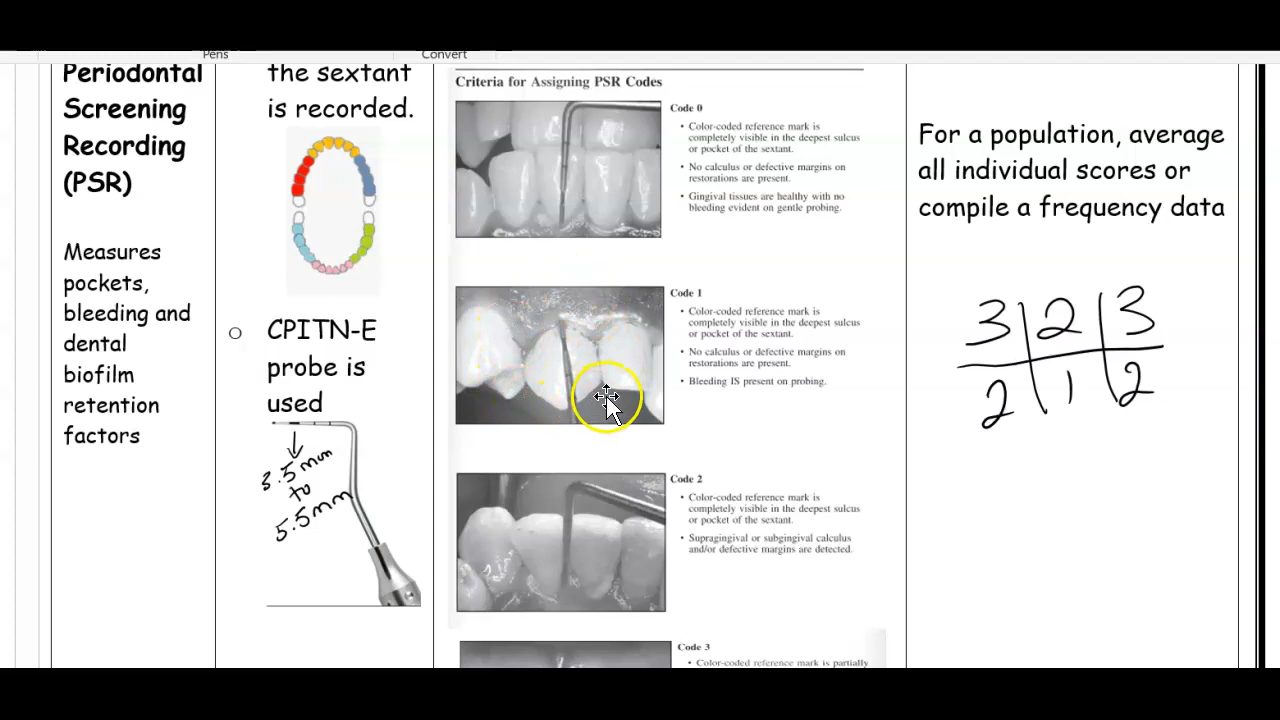 Pens
Convert
Periodontal
Screening
Recording
(PSR)
Measures
pockets,
bleeding and
dental
biofilm
retention
factors
the sextant
is recorded.
CPITN-E
probe is
used
3.5mm
to
5.5mm
Criteria for Assigning PSR Codes
Code 0
• Color-coded reference mark is
completely visible in the deepest sulcus
or pocket of the sextant.
• No calculus or defective margins on
restorations are present.
• Gingival tissues are healthy with no
bleeding evident on gentle probing.
Code 1
• Color-coded reference mark is
completely visible in the deepest sulcus
or pocket of the sextant.
• No calculus or defective margins on
restorations are present.
• Bleeding IS present on probing.
Code 2
• Color-coded reference mark is
completely visible in the deepest sulcus
or pocket of the sextant.
• Supragingival or subgingival calculus
and/or defective margins are detected.
Code 3
• Color-coded reference mark is partially
For a population, average
all individual scores or
compile a frequency data
3 | 2 | 3
2 | 1 | 2